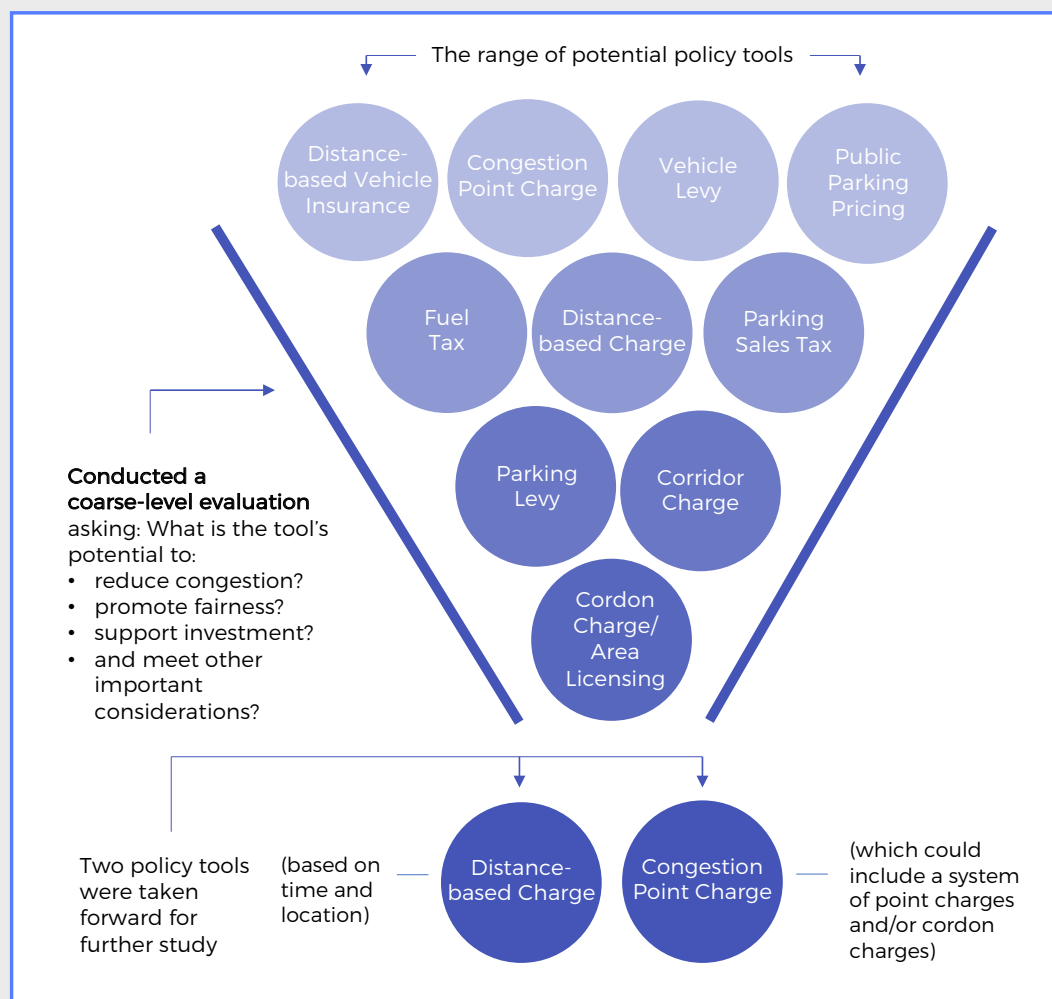 The range of potential policy tools
Distance-
based Vehicle
Insurance
Congestion
Point Charge
Vehicle
Levy
Public
Parking
Pricing
Fuel
Tax
Distance-
based Charge
Parking
Sales Tax
Parking
Levy
Corridor
Charge
Cordon
Charge/
Area
Licensing
Conducted a
coarse-level evaluation
asking: What is the tool's
potential to:
• reduce congestion?
• promote fairness?
• support investment?
• and meet other
important
considerations?
Two policy tools
were taken
forward for
further study
(based on
time and
location)
Distance-
based Charge
Congestion
Point Charge
(which could
include a system
of point charges
and/or cordon
charges)